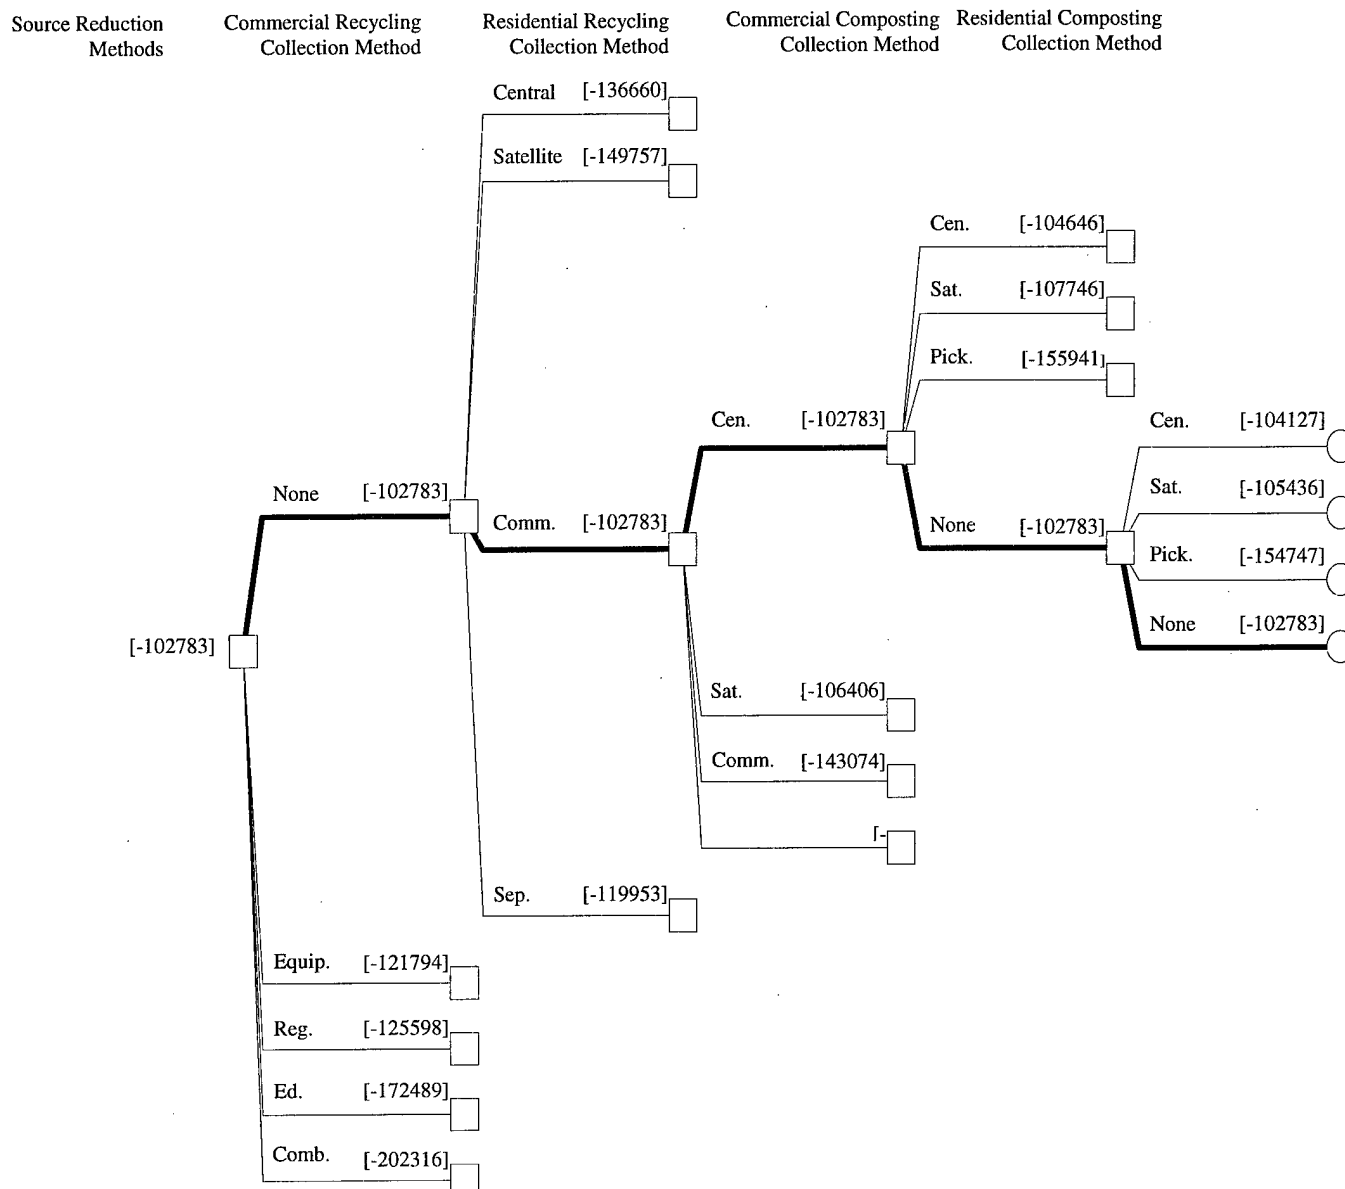 Source Reduction
Methods
Commercial Recycling
Collection Method
Residential Recycling
Collection Method
Commercial Composting
Collection Method
Residential Composting
Collection Method
Central [-136660]
Satellite [-149757]
Cen. [-104646]
Sat. [-107746]
Pick. [-155941]
Cen. [-102783]
Cen. [-104127]
Sat. [-105436]
None [-102783]
Comm. [-102783]
None [-102783]
Pick. [-154747]
None [-102783]
[-102783]
Sat. [-106406]
Comm. [-143074]
[-
Sep. [-119953]
Equip. [-121794]
Reg. [-125598]
Ed. [-172489]
Comb. [-202316]